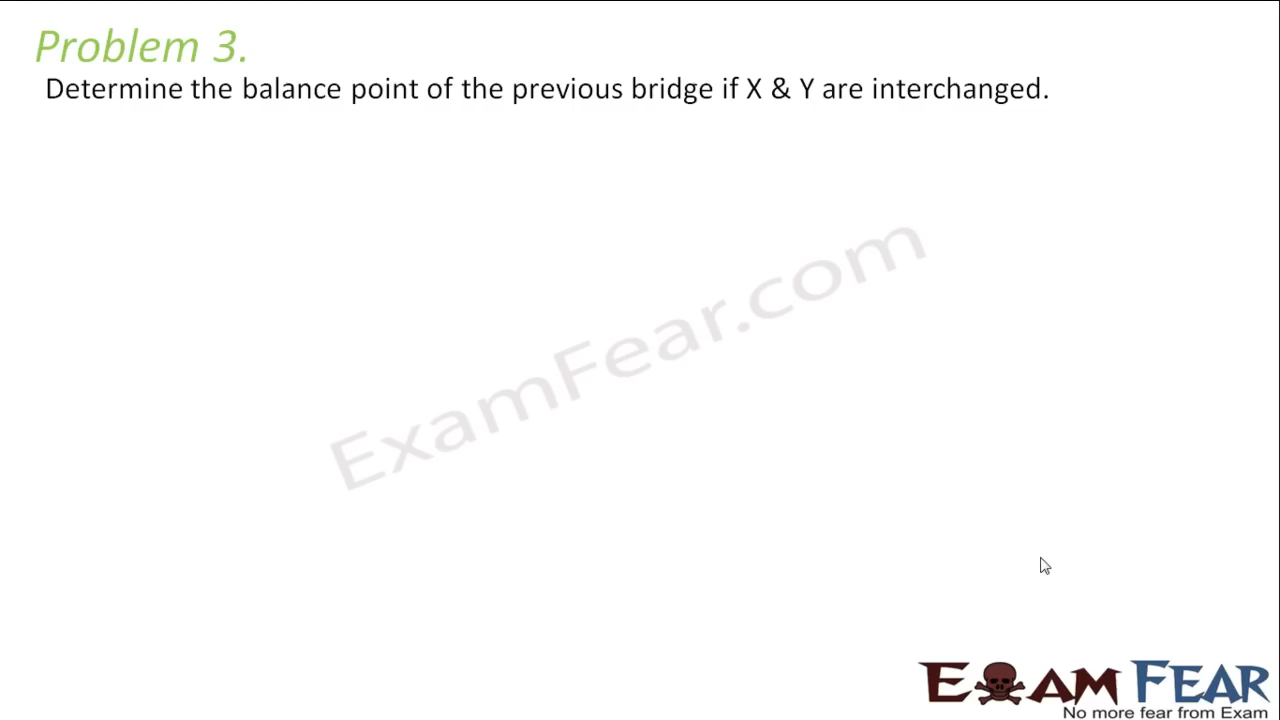 Problem 3.
Determine the balance point of the previous bridge if X & Y are interchanged.
ExamFear.com
EXAM FEAR
No more fear from Exam